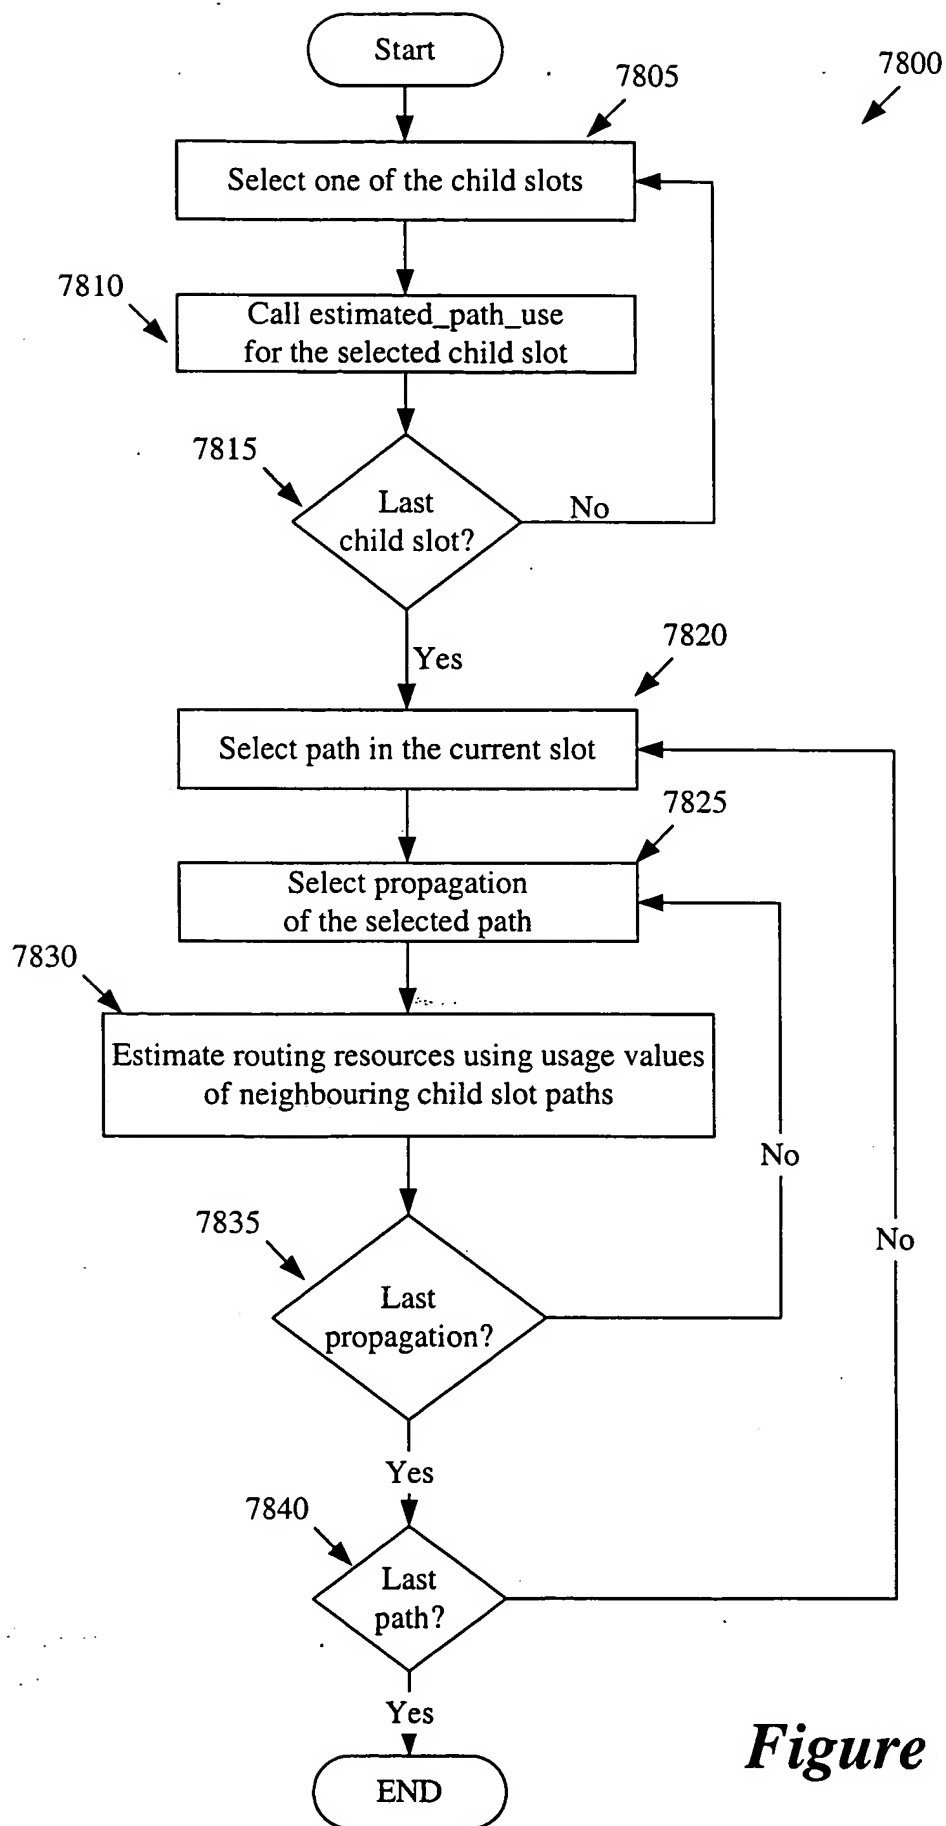 Start
7800
7805
Select one of the child slots
7810
Call estimated_path_use
for the selected child slot
7815
Last
child slot?
No
Yes
7820
Select path in the current slot
7825
Select propagation
of the selected path
7830
Estimate routing resources using usage values
of neighbouring child slot paths
No
7835
No
Last
propagation?
Yes
7840
Last
path?
Yes
END
Figure